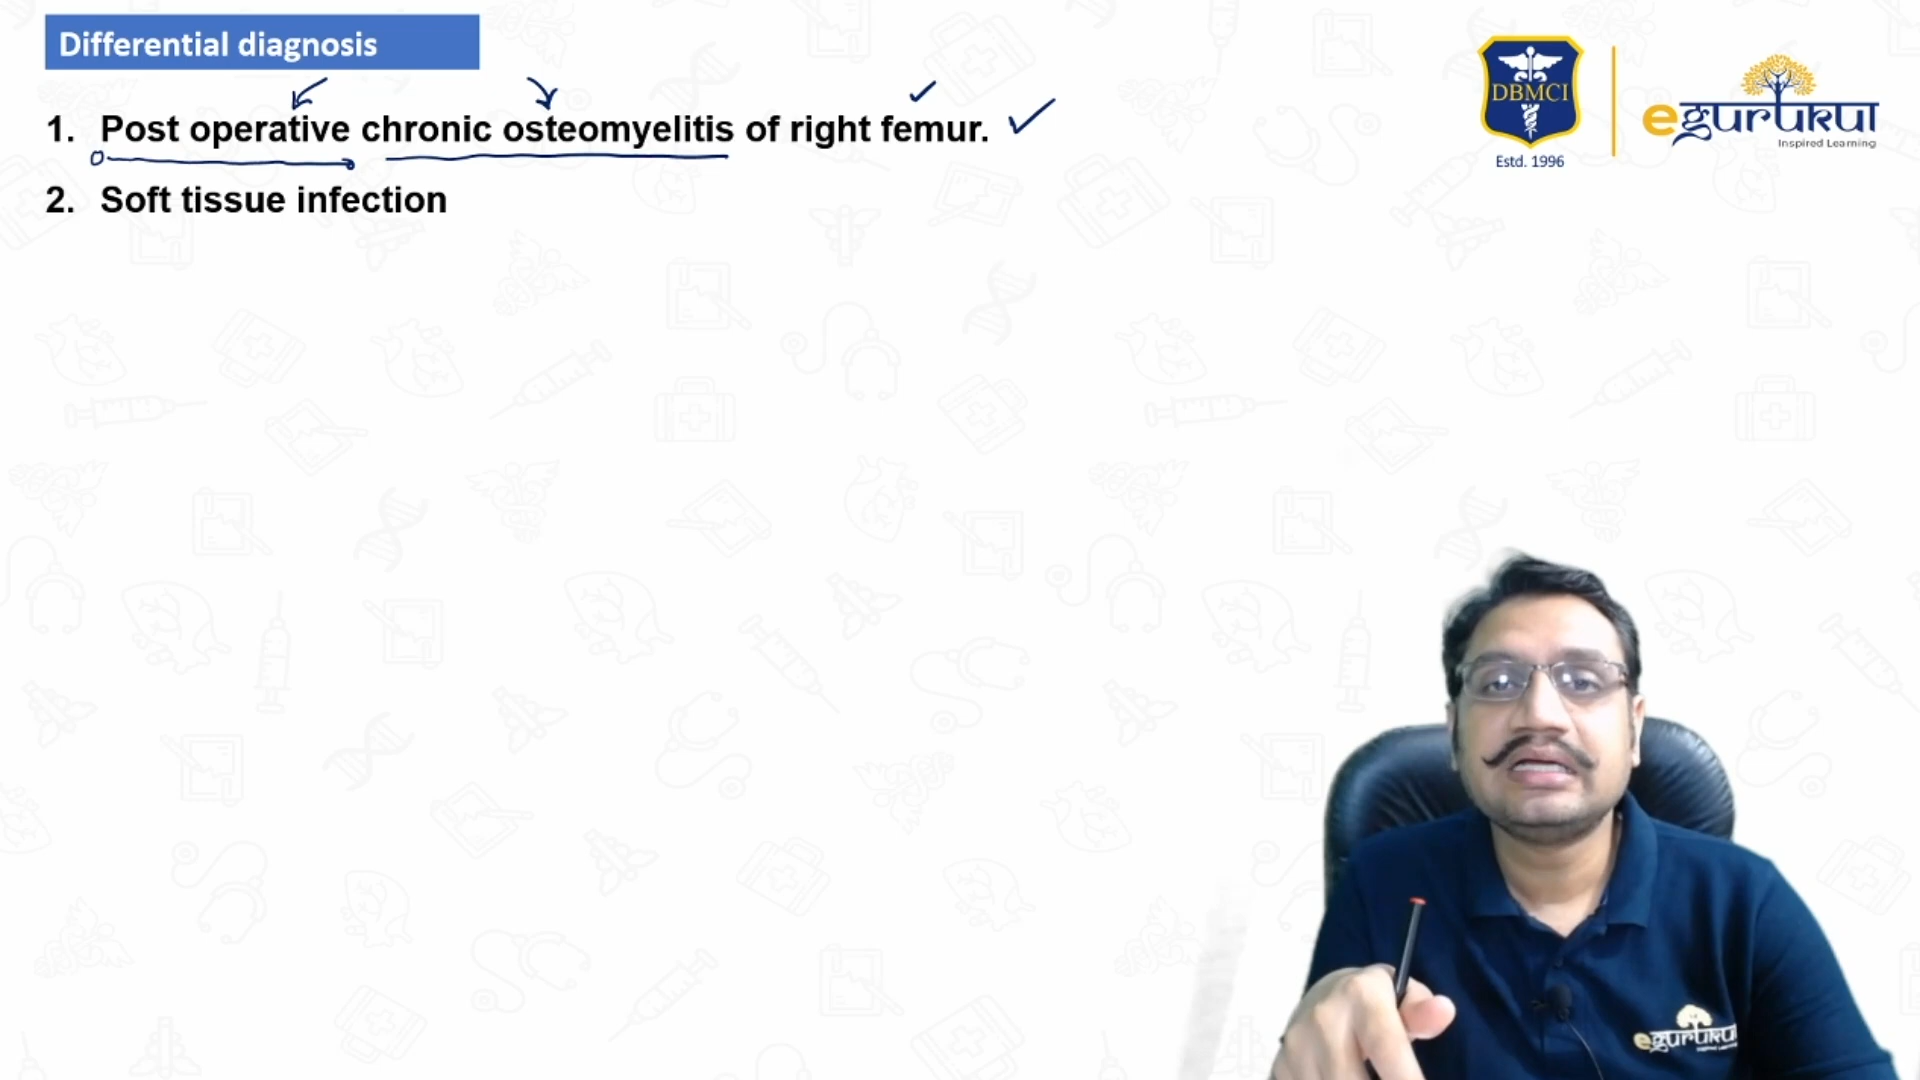 Differential diagnosis
1. Post operative chronic osteomyelitis of right femur.
2. Soft tissue infection
DBMCI
Estd. 1996
egurukul
Inspired Learning
egurukul